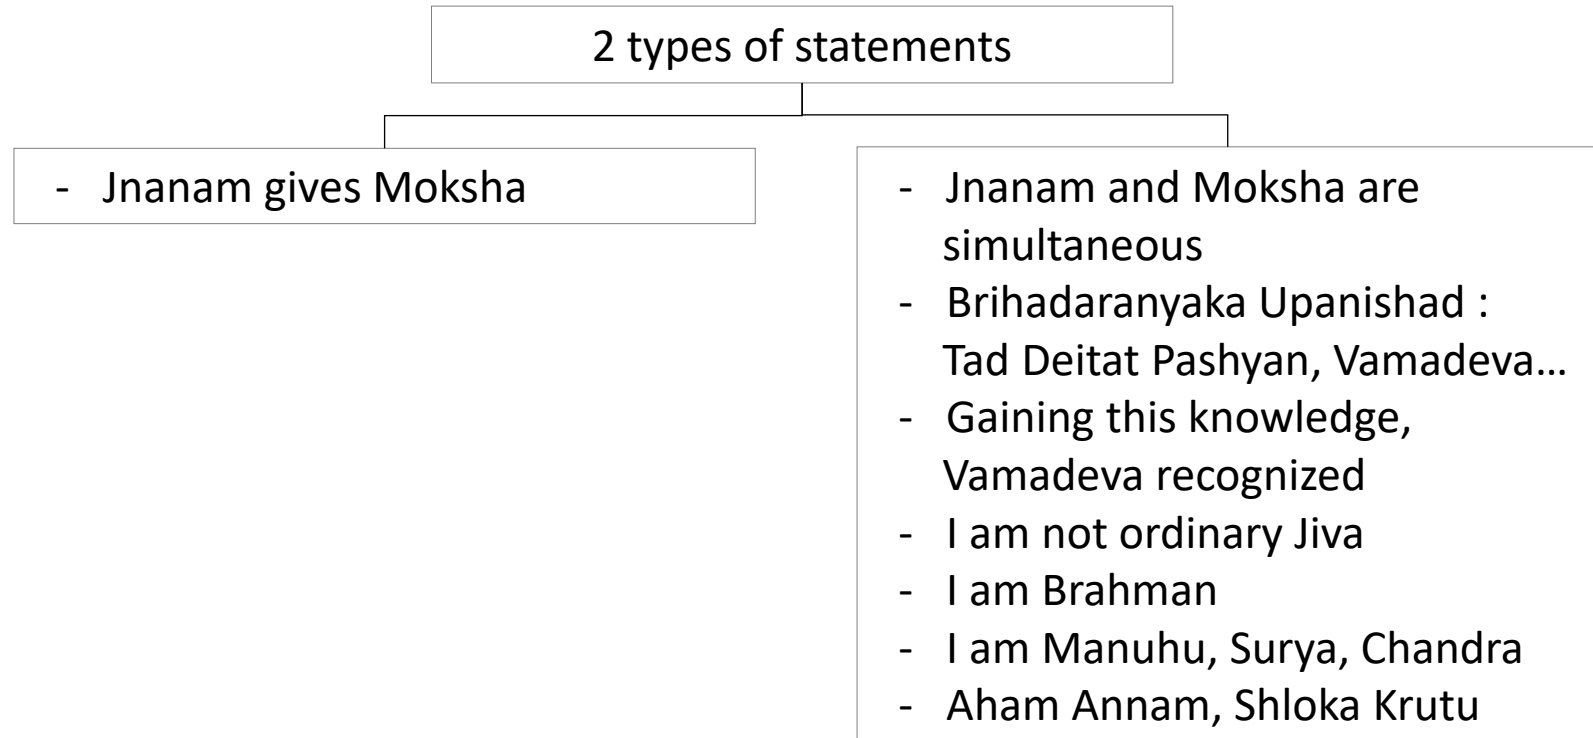 2 types of statements
- Jnanam gives Moksha
- Jnanam and Moksha are
simultaneous
- Brihadaranyaka Upanishad :
Tad Deitat Pashyan, Vamadeva…
- Gaining this knowledge,
Vamadeva recognized
- I am not ordinary Jiva
- I am Brahman
- I am Manuhu, Surya, Chandra
- Aham Annam, Shloka Krutu